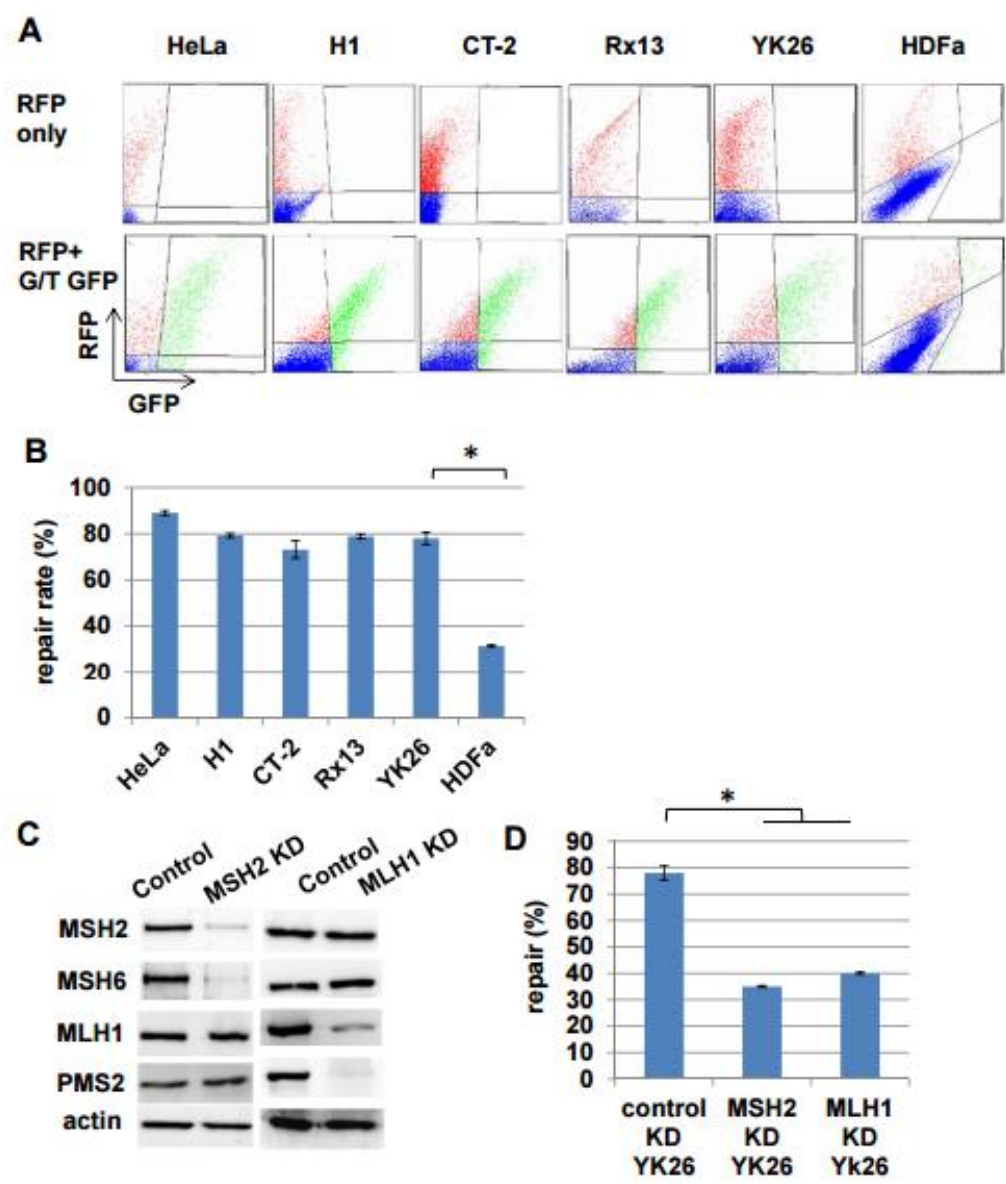 A
HeLa H1 CT-2 Rx13 YK26 HDFa
RFP
only
RFP+
G/T GFP
RFP
GFP
B
*
repair rate (%)
100
80
60
40
20
0
HeLa H1 CT-2 Rx13 YK26 HDFa
C
Control MSH2 KD Control MLH1 KD
MSH2
MSH6
MLH1
PMS2
actin
D
*
repair (%)
90
80
70
60
50
40
30
20
10
0
control MSH2 MLH1
KD KD KD
YK26 YK26 Yk26